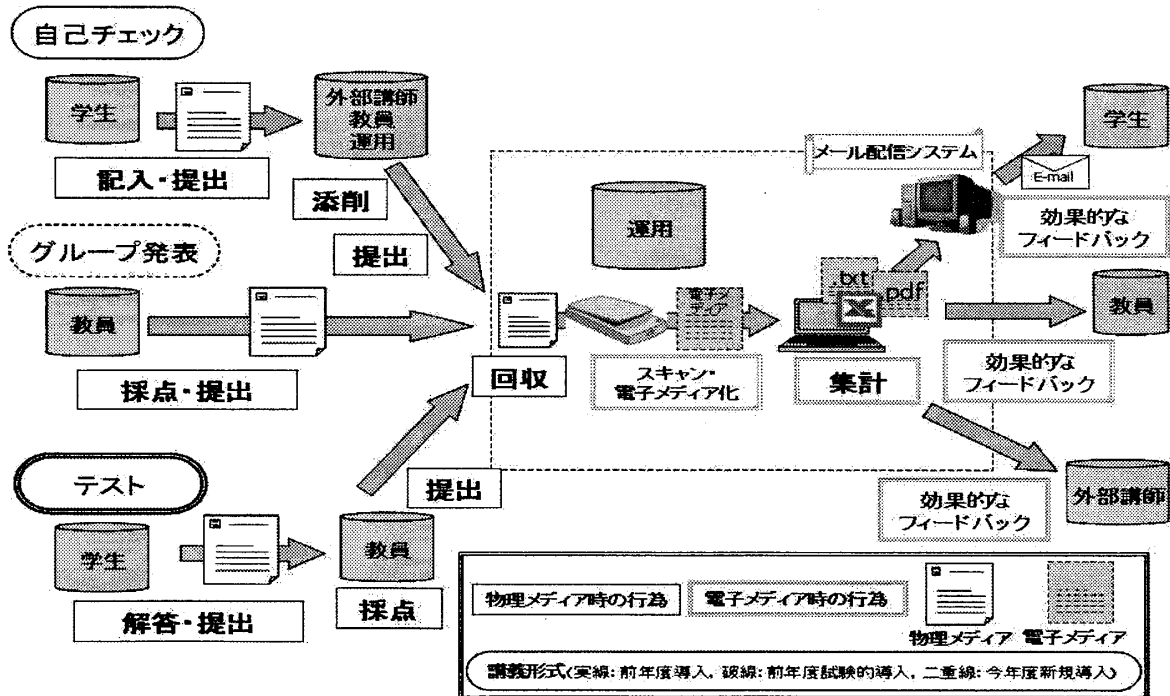 自己チェック
学生
外部講師
教員
運用
記入・提出
添削
提出
グループ発表
教員
採点・提出
テスト
学生
解答・提出
教員
採点
提出
回収
運用
スキャン・
電子メディア化
電子メ
ディア
.txt
.pdf
集計
メール配信システム
E-mail
学生
効果的な
フィードバック
教員
効果的な
フィードバック
外部講師
効果的な
フィードバック
物理メディア時の行為
電子メディア時の行為
物理メディア
電子メディア
講義形式(実線:前年度導入, 破線:前年度試験的導入, 二重線:今年度新規導入)